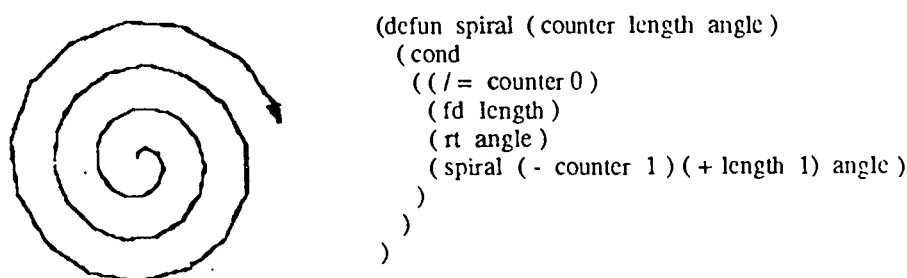 (defun spiral ( counter length angle )
( cond
( ( / = counter 0 )
( fd length )
( rt angle )
( spiral ( - counter 1 ) ( + length 1 ) angle )
)
)
)